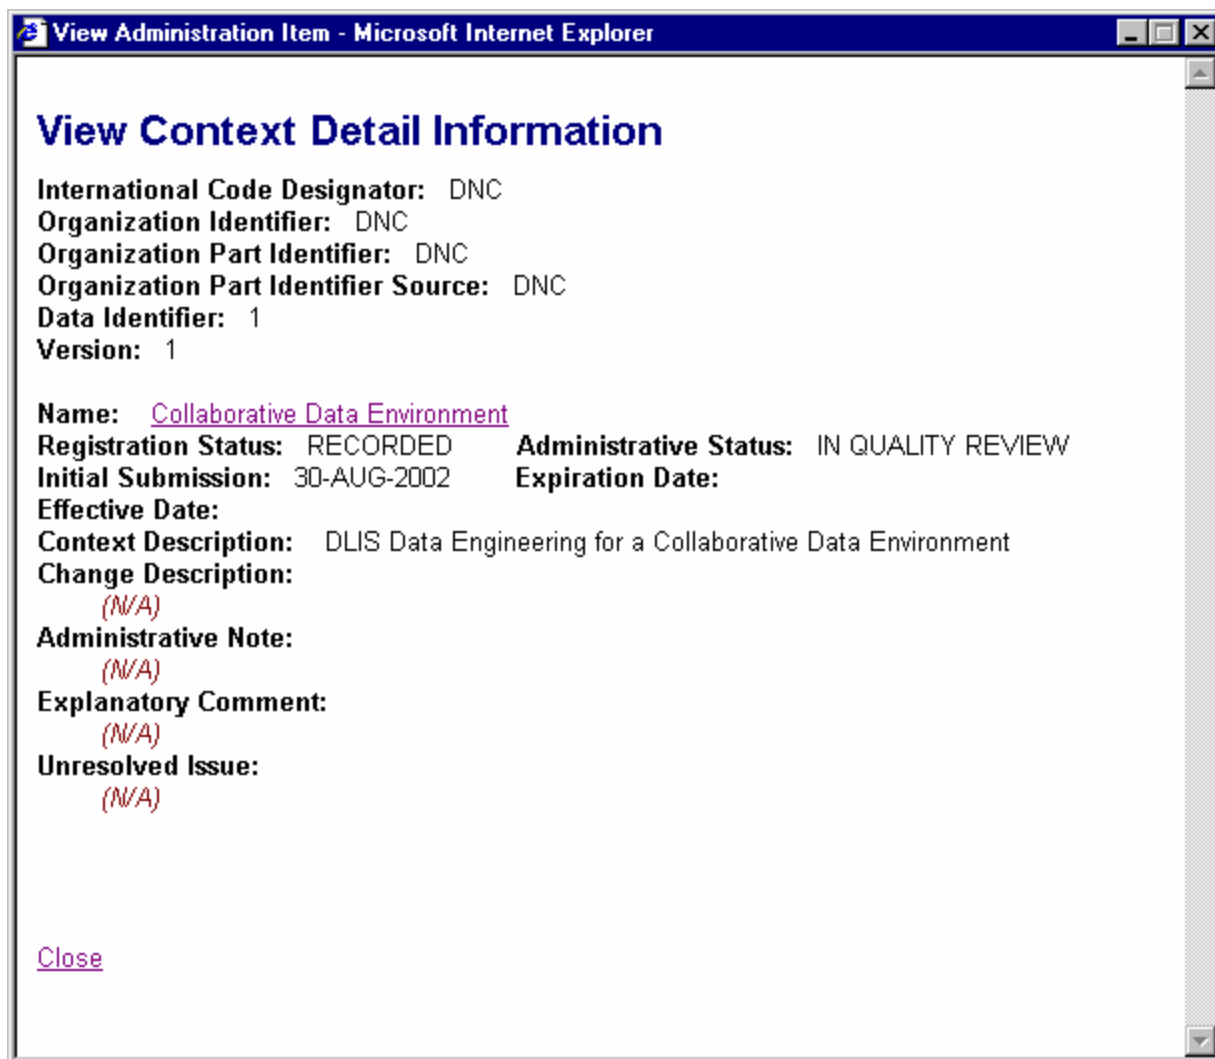 View Administration Item - Microsoft Internet Explorer
View Context Detail Information
International Code Designator: DNC
Organization Identifier: DNC
Organization Part Identifier: DNC
Organization Part Identifier Source: DNC
Data Identifier: 1
Version: 1
Name: Collaborative Data Environment
Registration Status: RECORDED Administrative Status: IN QUALITY REVIEW
Initial Submission: 30-AUG-2002 Expiration Date:
Effective Date:
Context Description: DLIS Data Engineering for a Collaborative Data Environment
Change Description:
(N/A)
Administrative Note:
(N/A)
Explanatory Comment:
(N/A)
Unresolved Issue:
(N/A)
Close